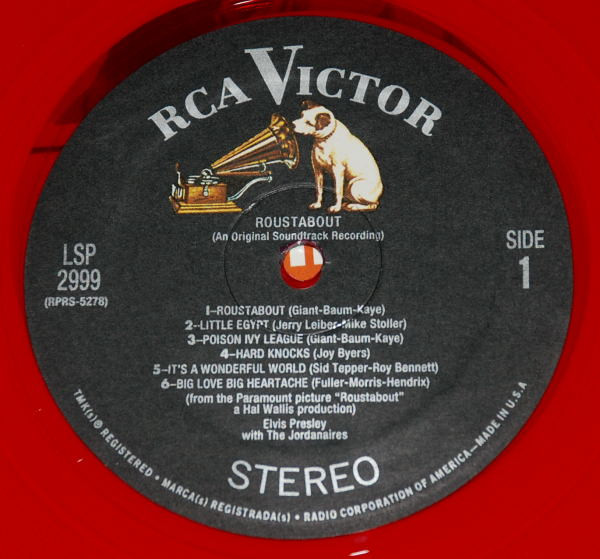 RCA VICTOR
ROUSTABOUT
(An Original Soundtrack Recording)
LSP
2999
(RPRS-5278)
SIDE
1
1–ROUSTABOUT (Giant-Baum-Kaye)
2–LITTLE EGYPT (Jerry Leiber-Mike Stoller)
3–POISON IVY LEAGUE (Giant-Baum-Kaye)
4–HARD KNOCKS (Joy Byers)
5–IT'S A WONDERFUL WORLD (Sid Tepper-Roy Bennett)
6–BIG LOVE BIG HEARTACHE (Fuller-Morris-Hendrix)
(from the Paramount picture "Roustabout"
a Hal Wallis production)
Elvis Presley
with The Jordanaires
STEREO
TMK(s) ® REGISTERED • MARCA(s) REGISTRADA(s) • RADIO CORPORATION OF AMERICA—MADE IN U.S.A